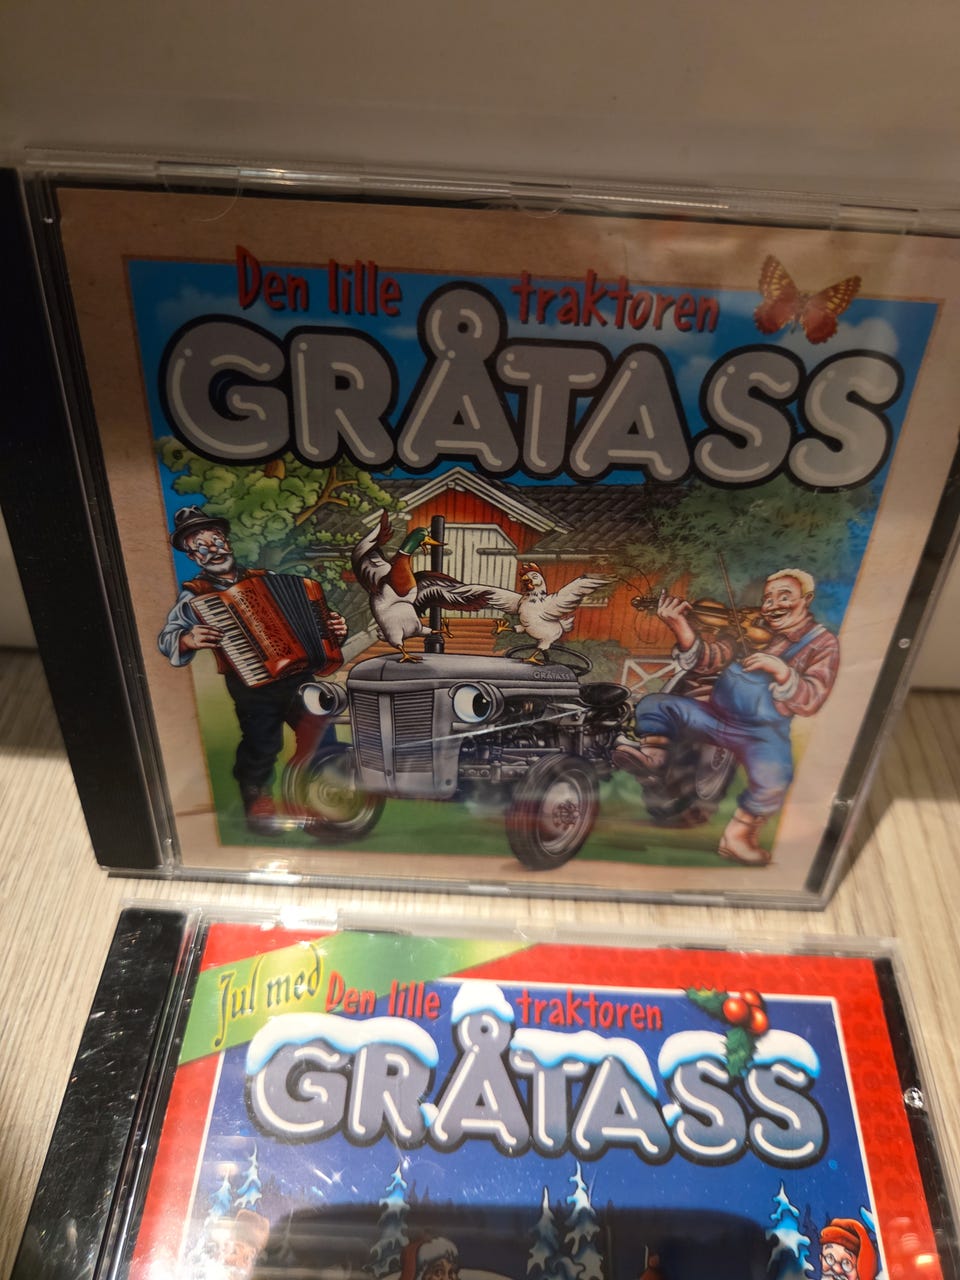 Den lille traktoren
GRÅTASS
GRÅTASS
Jul med Den lille traktoren
GRÅTASS